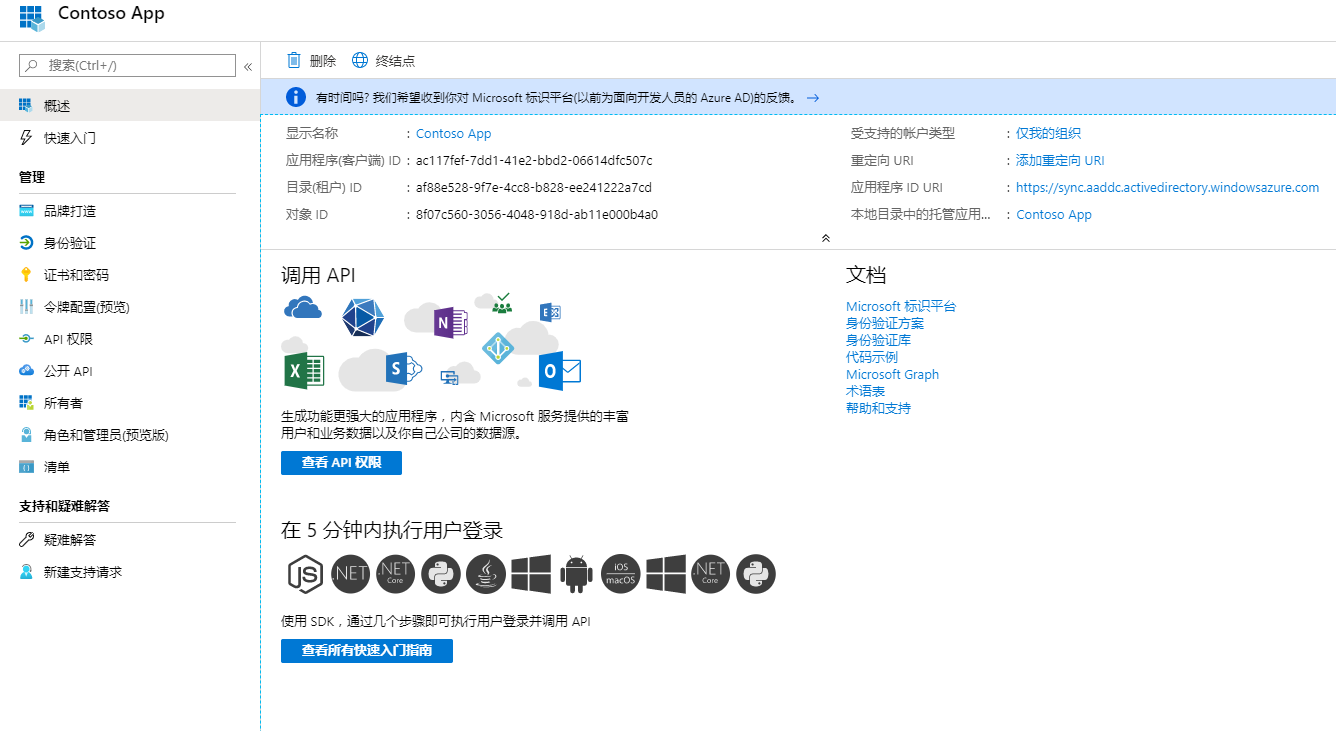 Contoso App
搜索(Ctrl+/)
«
概述
快速入门
管理
品牌打造
身份验证
证书和密码
令牌配置(预览)
API 权限
公开 API
所有者
角色和管理员(预览版)
清单
支持和疑难解答
疑难解答
新建支持请求
删除 终结点
有时间吗? 我们希望收到你对 Microsoft 标识平台(以前为面向开发人员的 Azure AD)的反馈。 →
显示名称 : Contoso App
应用程序(客户端) ID : ac117fef-7dd1-41e2-bbd2-06614dfc507c
目录(租户) ID : af88e528-9f7e-4cc8-b828-ee241222a7cd
对象 ID : 8f07c560-3056-4048-918d-ab11e000b4a0
受支持的帐户类型 : 仅我的组织
重定向 URI : 添加重定向 URI
应用程序 ID URI : https://sync.aaddc.activedirectory.windowsazure.com
本地目录中的托管应用... : Contoso App
调用 API
N
E
X
S
O
生成功能更强大的应用程序，内含 Microsoft 服务提供的丰富
用户和业务数据以及你自己公司的数据源。
查看 API 权限
文档
Microsoft 标识平台
身份验证方案
身份验证库
代码示例
Microsoft Graph
术语表
帮助和支持
在 5 分钟内执行用户登录
JS .NET .NET Core iOS macOS .NET Core
使用 SDK，通过几个步骤即可执行用户登录并调用 API
查看所有快速入门指南